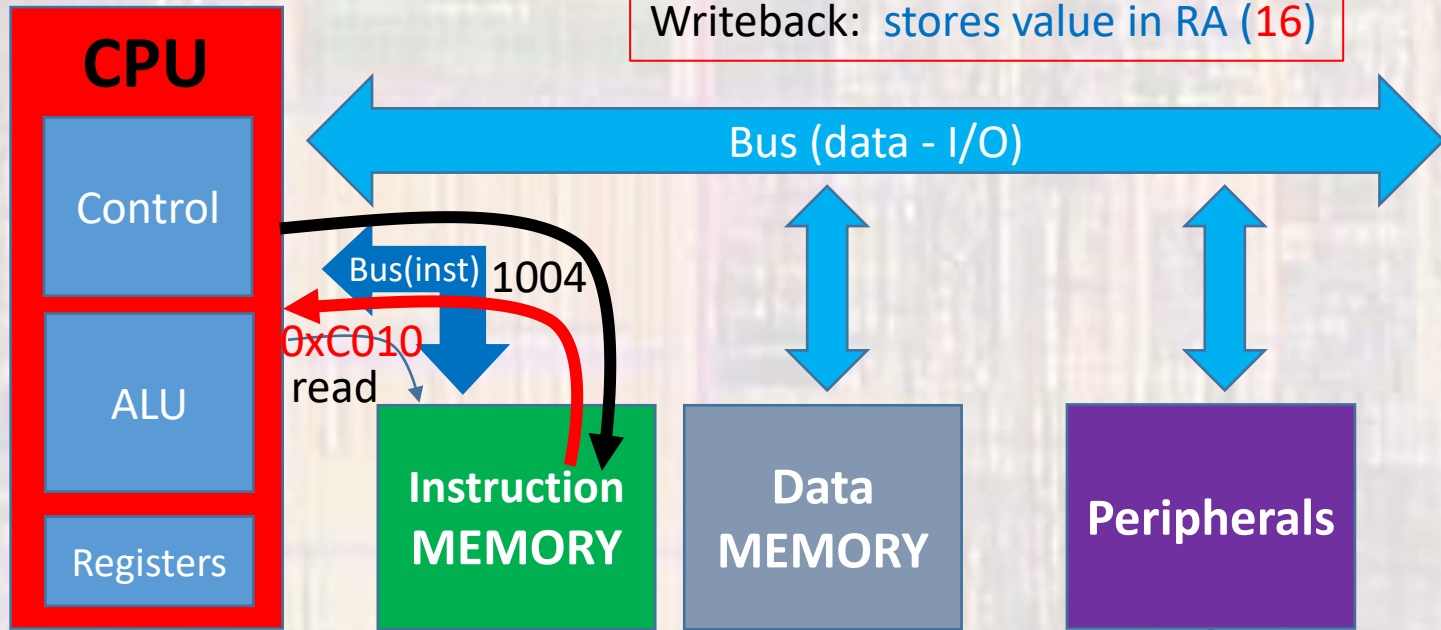 Writeback: stores value in RA (16)
CPU
Bus (data - I/O)
Control
Bus(inst)
1004
0xC010
read
ALU
Instruction
MEMORY
Data
MEMORY
Peripherals
Registers